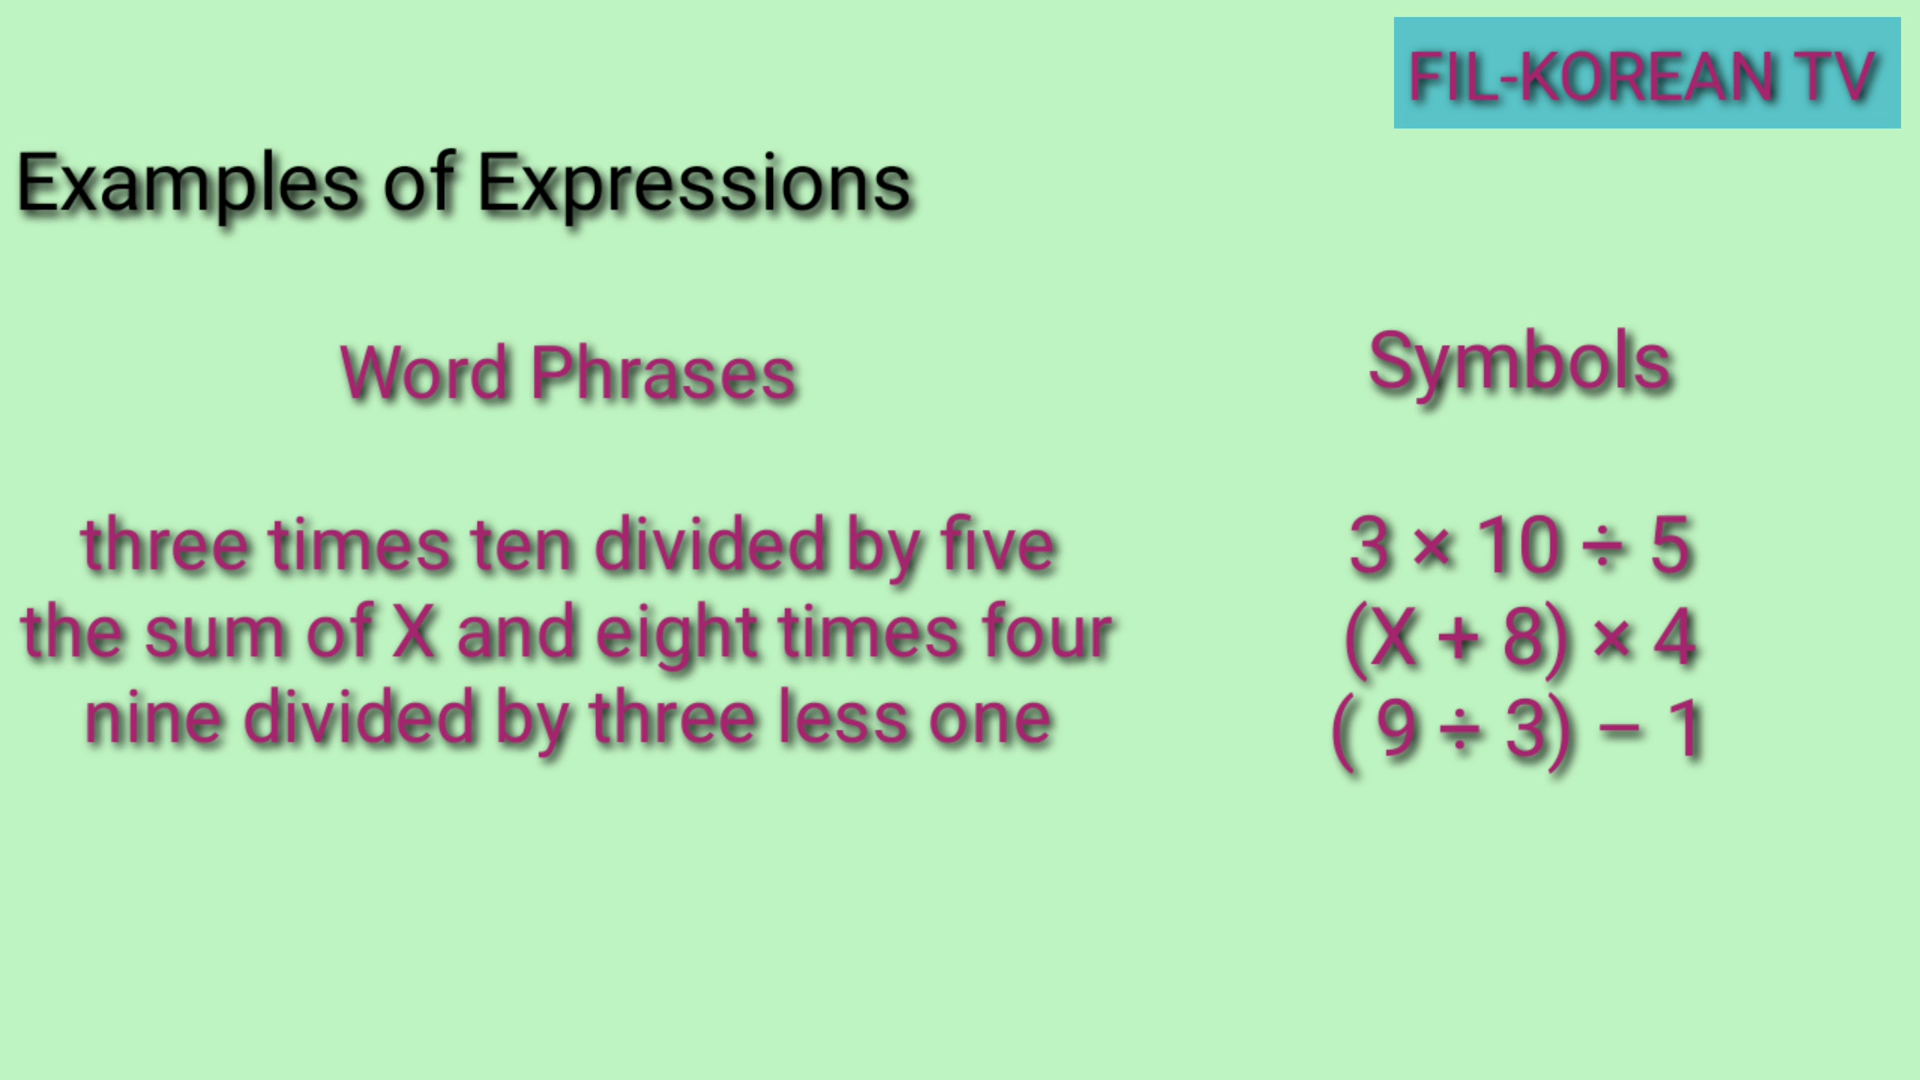 FIL-KOREAN TV
Examples of Expressions
Word Phrases
three times ten divided by five
the sum of X and eight times four
nine divided by three less one
Symbols
3 × 10 ÷ 5
(X + 8) × 4
( 9 ÷ 3) – 1